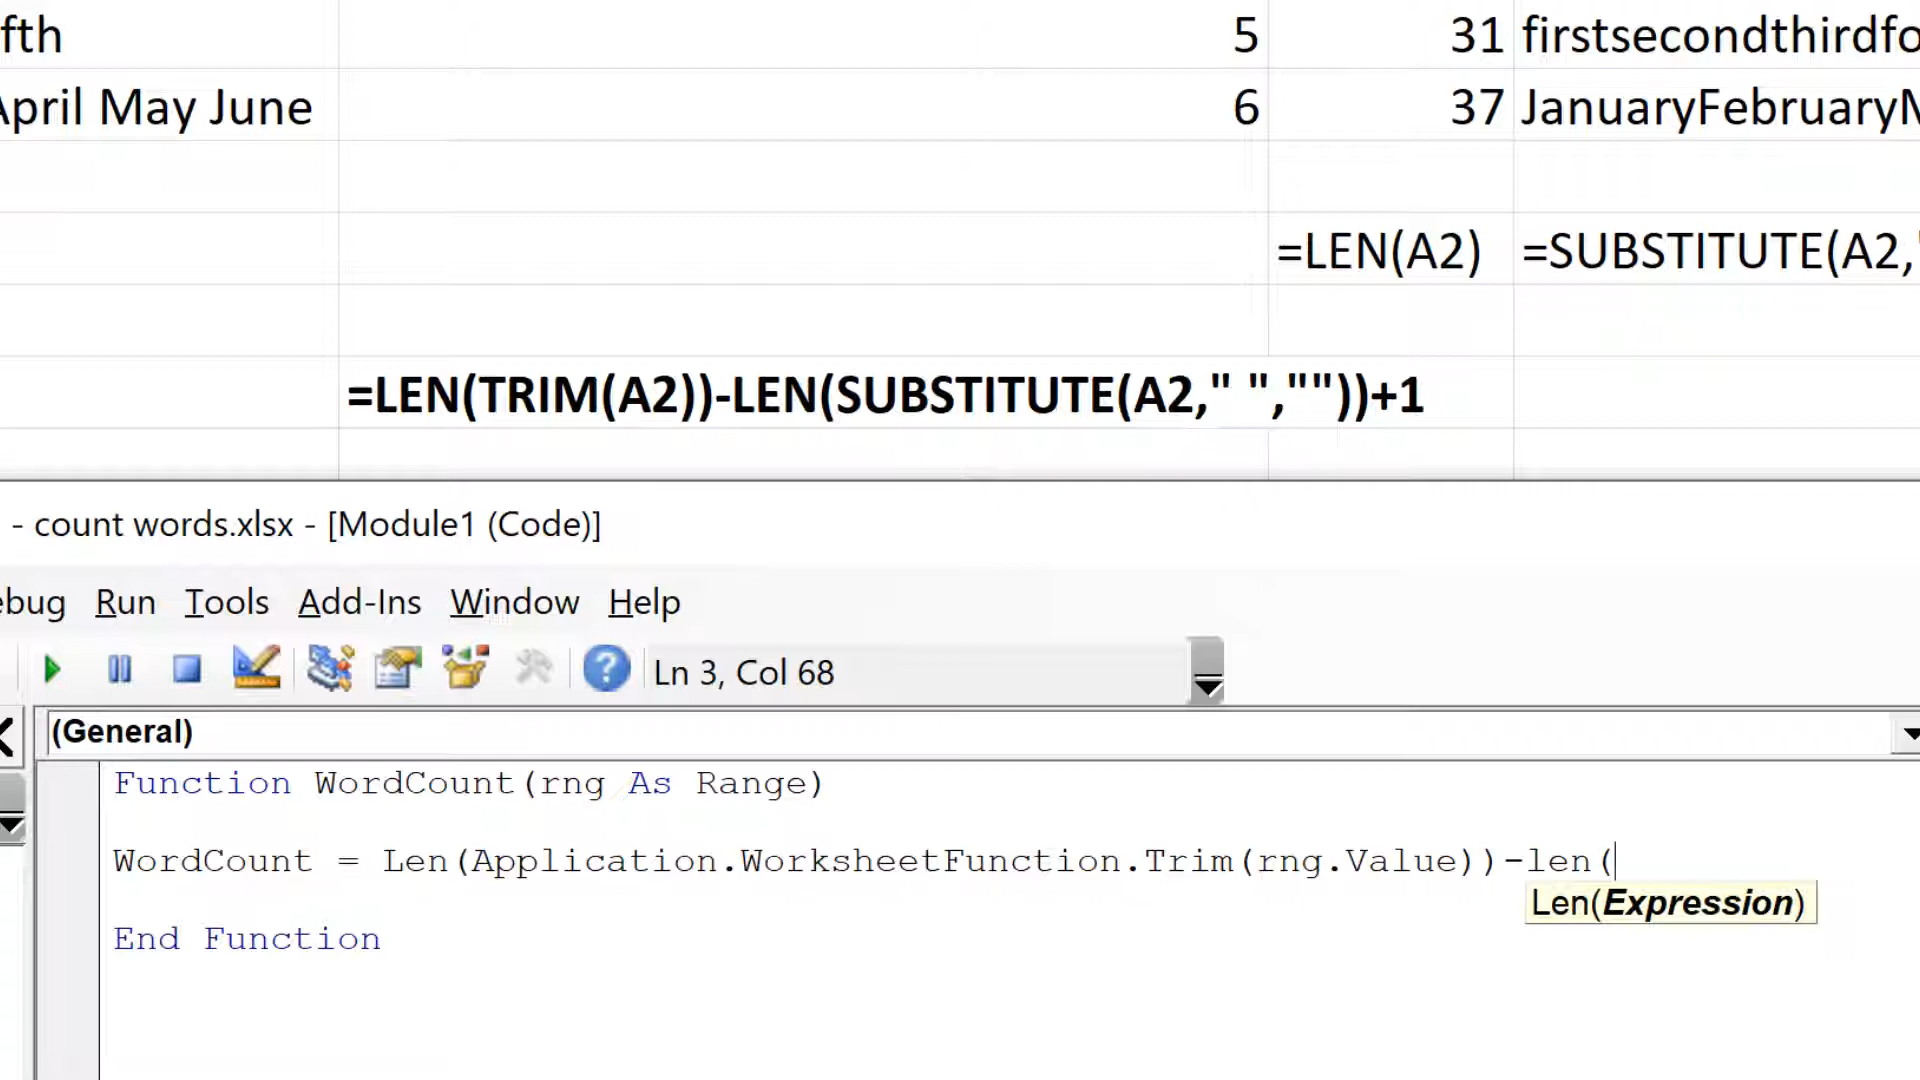 fth 5 31 firstsecondthirdfo
April May June 6 37 JanuaryFebruaryM
=LEN(A2) =SUBSTITUTE(A2,"
=LEN(TRIM(A2))-LEN(SUBSTITUTE(A2," ",""))+1
- count words.xlsx - [Module1 (Code)]
ebug Run Tools Add-Ins Window Help
Ln 3, Col 68
(General)
Function WordCount(rng As Range)
WordCount = Len(Application.WorksheetFunction.Trim(rng.Value))-len(
Len(Expression)
End Function